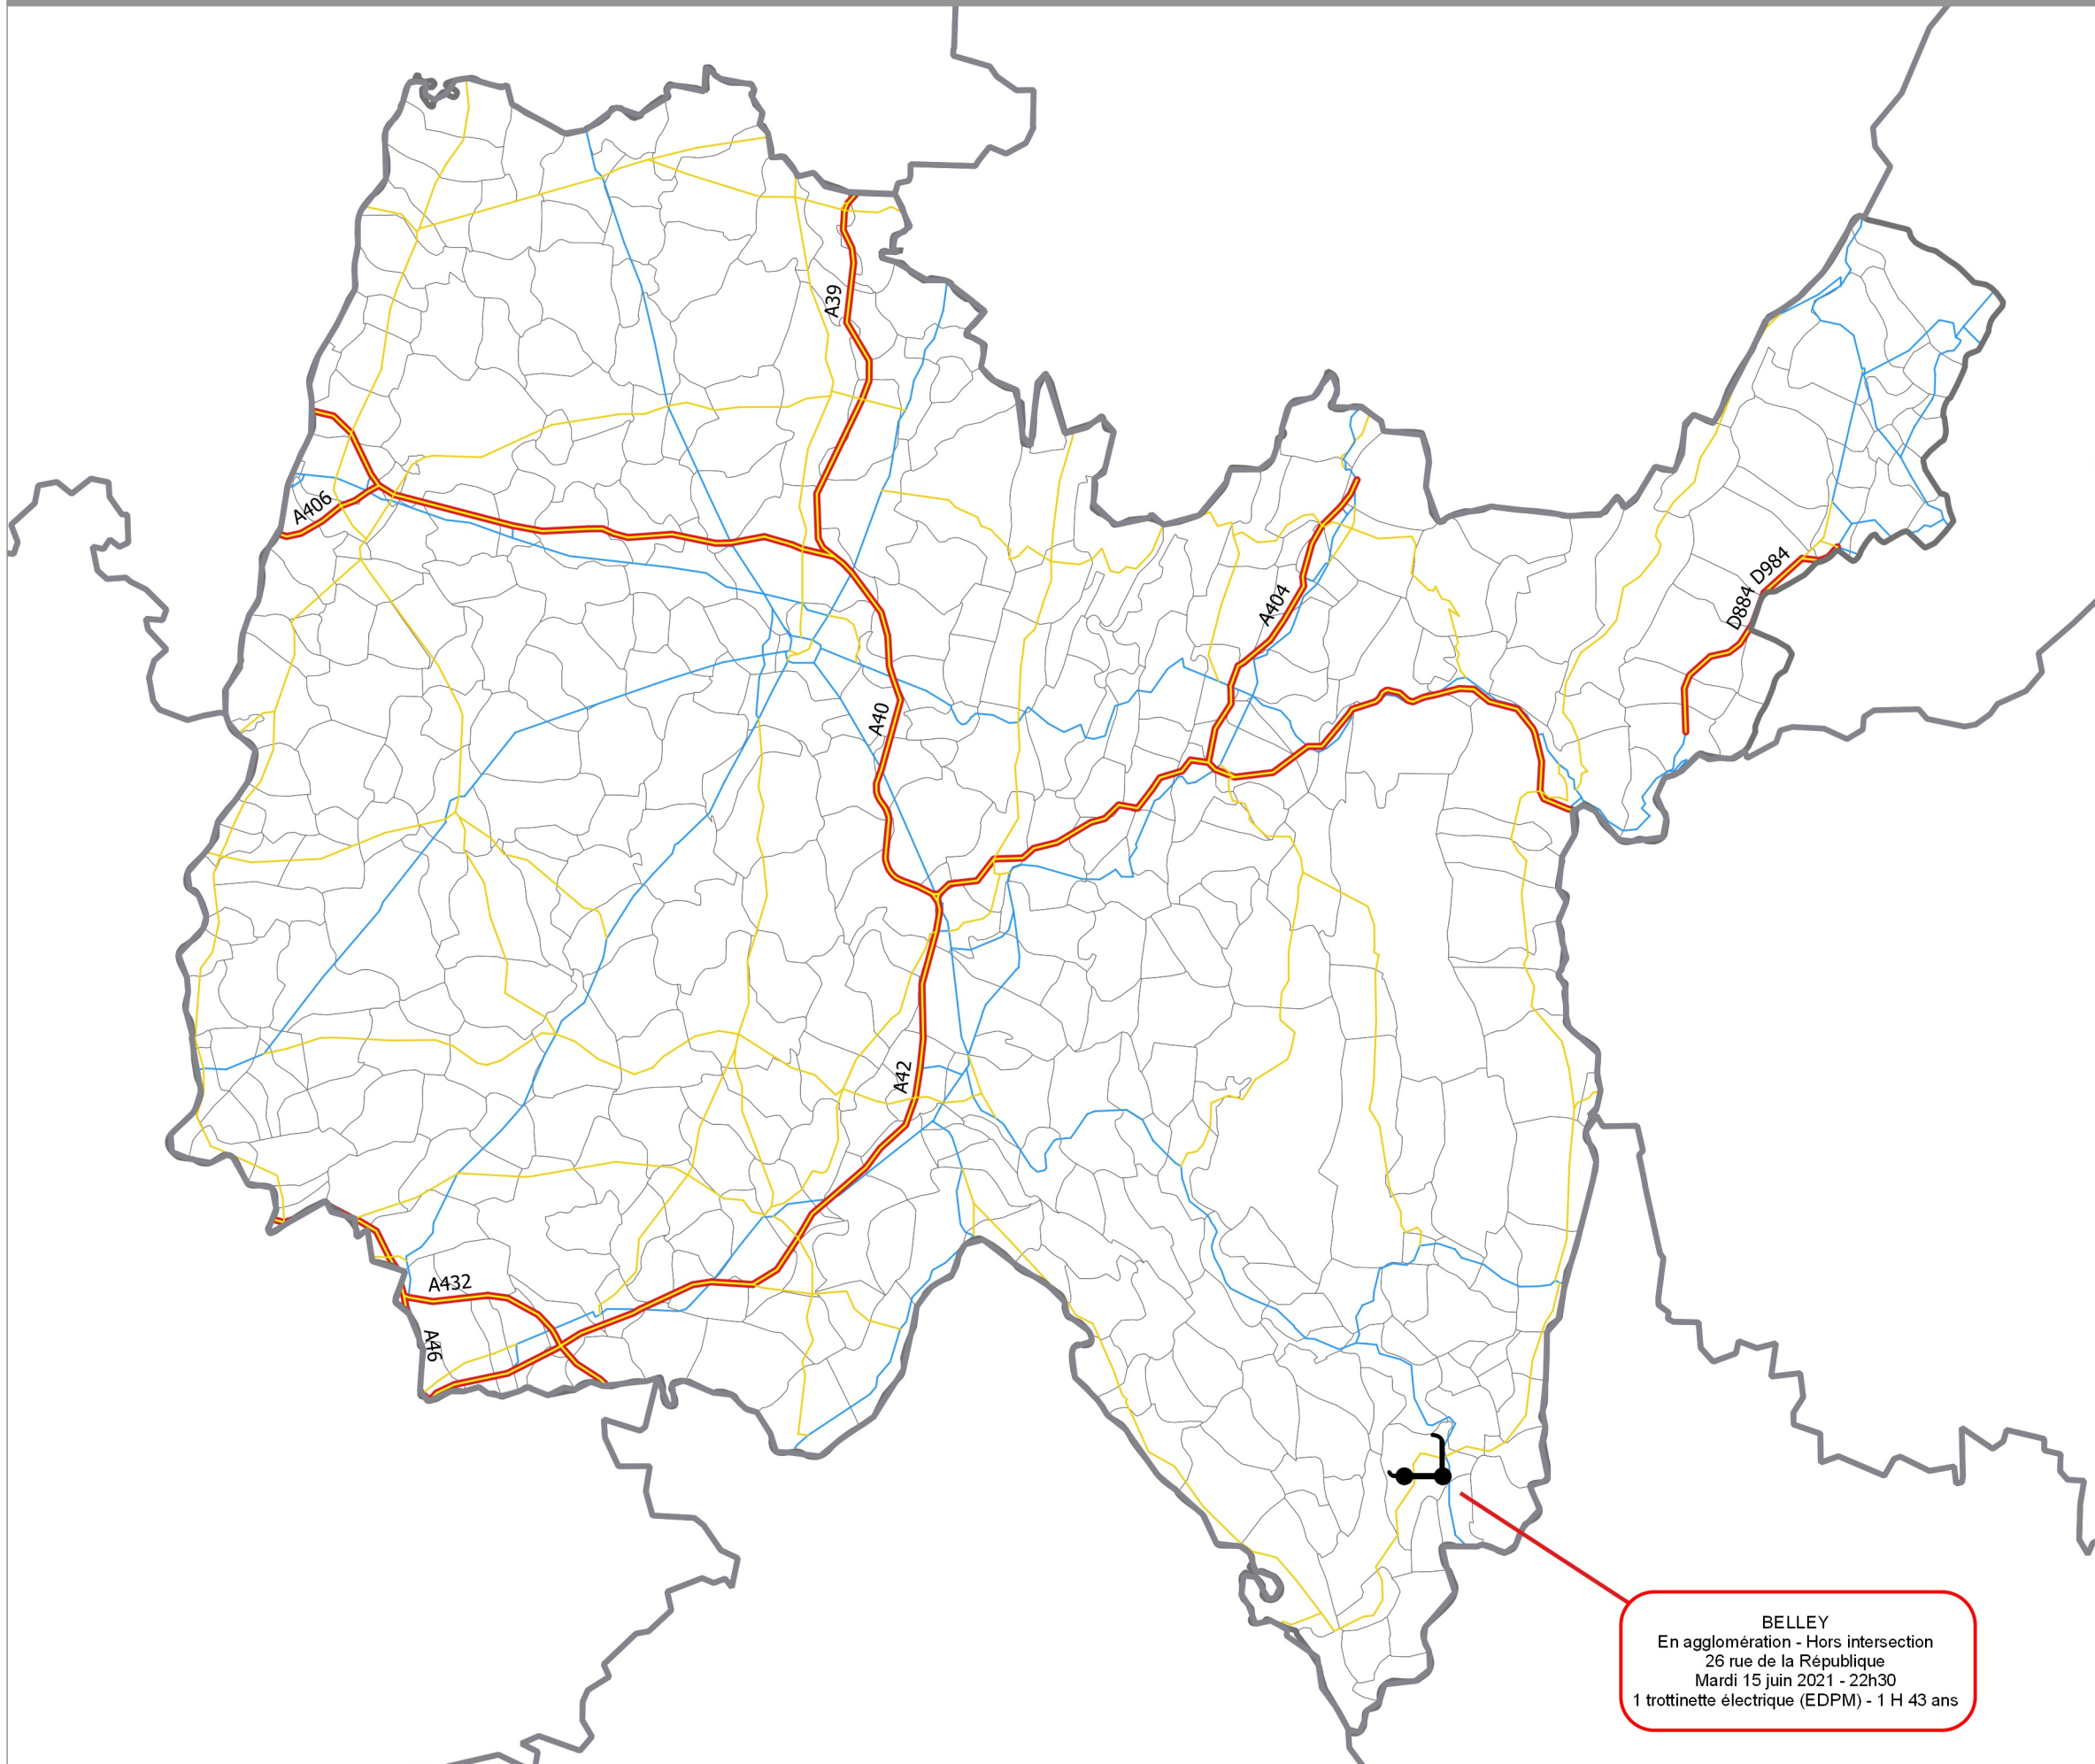 A39
A406
A404
D984
D884
A40
A42
A432
A46
BELLEY
En agglomération - Hors intersection
26 rue de la République
Mardi 15 juin 2021 - 22h30
1 trottinette électrique (EDPM) - 1 H 43 ans